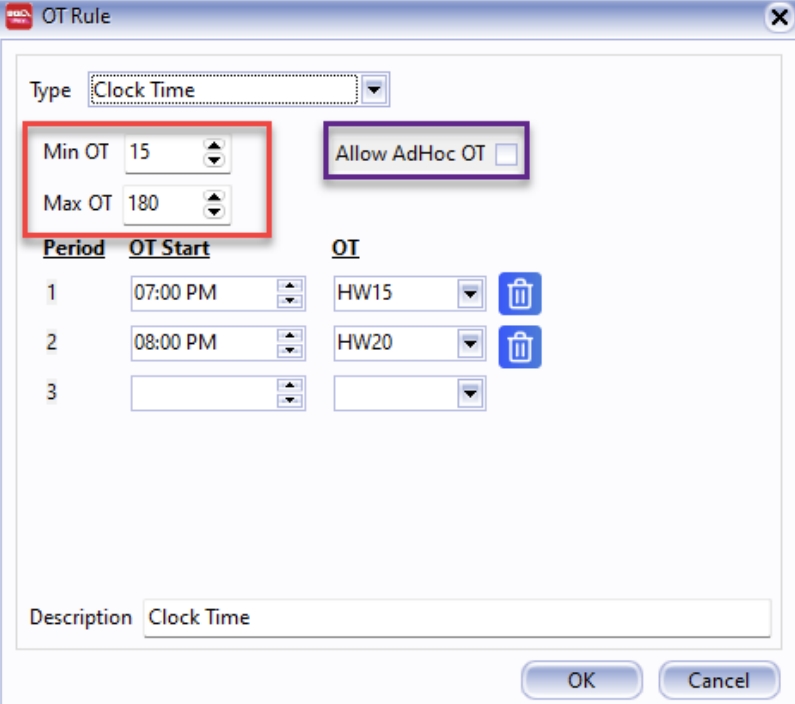 OT Rule
Type Clock Time
Min OT 15 Allow AdHoc OT
Max OT 180
Period OT Start OT
1 07:00 PM HW15
2 08:00 PM HW20
3
Description Clock Time
OK Cancel